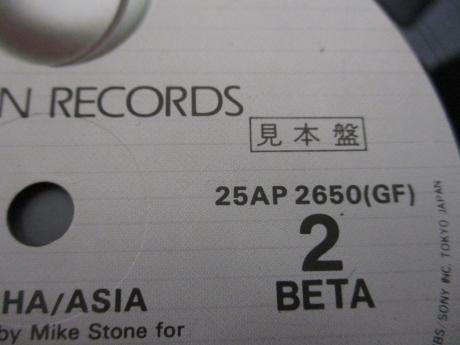 N RECORDS
見本盤
25AP 2650(GF)
2
BETA
HA/ASIA
by Mike Stone for
BS/SONY INC. TOKYO JAPAN